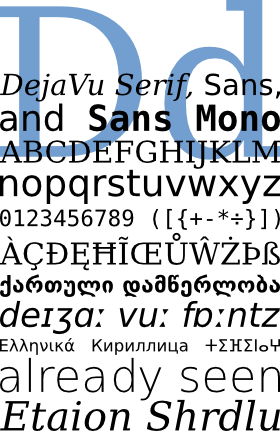 Dd
DejaVu Serif, Sans,
and Sans Mono
ABCDEFGHIJKLM
nopqrstuvwxyz
0123456789 ([{+-*÷}])
ÀÇÐĘĦĨŒŮŴŻÞß
ქართული დამწერლობა
deɪʒaː vuː fɒːntz
Ελληνικά Кириллица ⵜⵉⴼⵉⵏⴰⵖ
already seen
Etaion Shrdlu